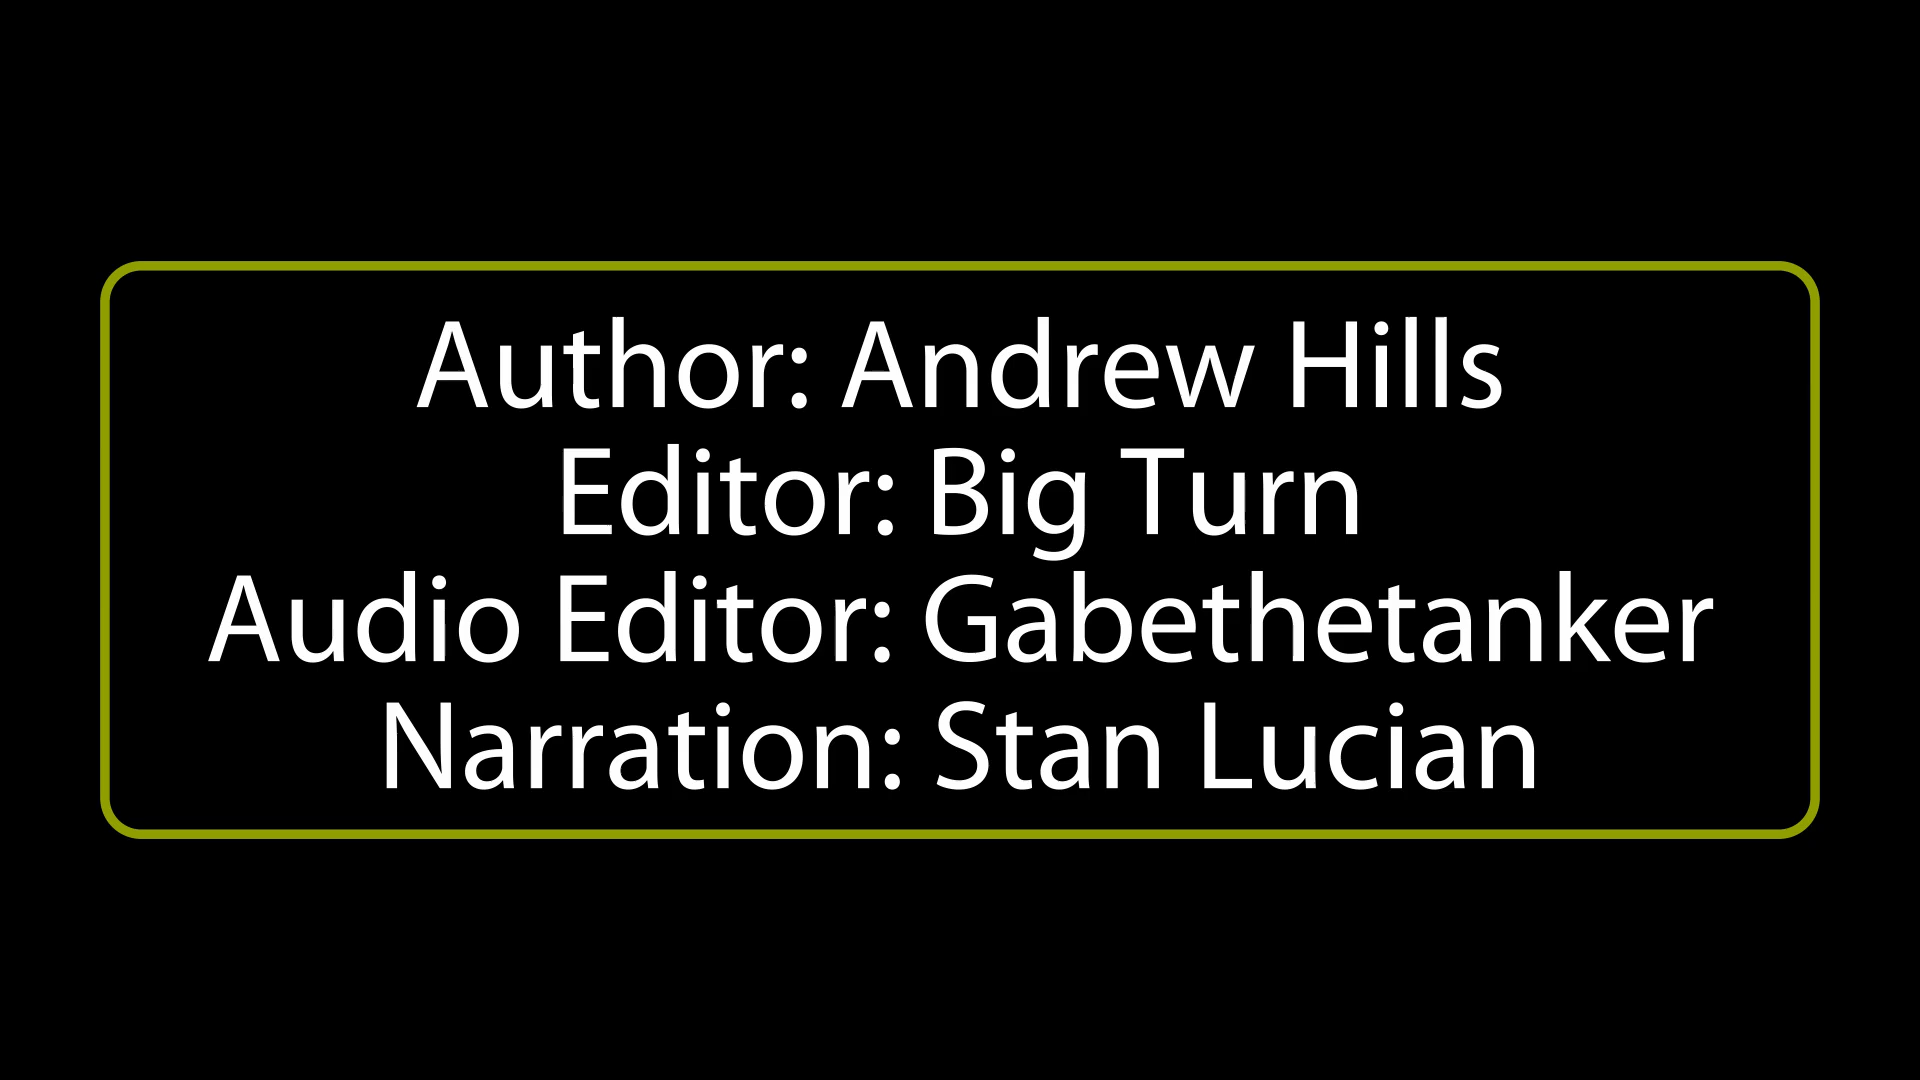 Author: Andrew Hills
Editor: Big Turn
Audio Editor: Gabethetanker
Narration: Stan Lucian